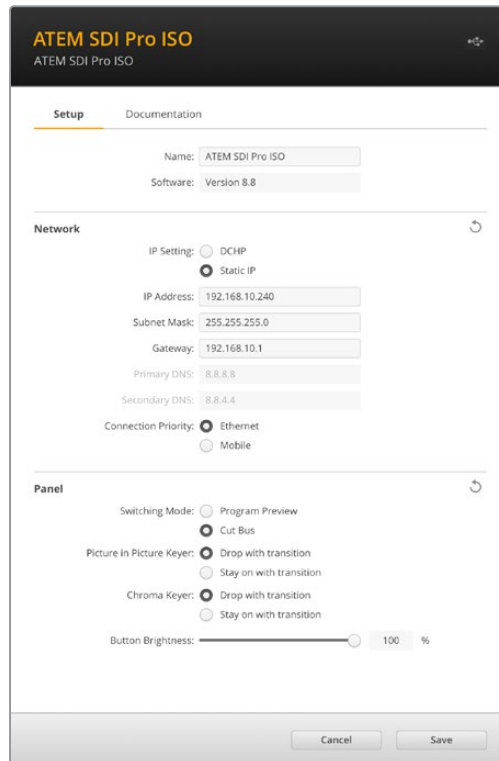 ATEM SDI Pro ISO
ATEM SDI Pro ISO
Setup Documentation
Name: ATEM SDI Pro ISO
Software: Version 8.8
Network
IP Setting: DCHP
Static IP
IP Address: 192.168.10.240
Subnet Mask: 255.255.255.0
Gateway: 192.168.10.1
Primary DNS: 8.8.8.8
Secondary DNS: 8.8.4.4
Connection Priority: Ethernet
Mobile
Panel
Switching Mode: Program Preview
Cut Bus
Picture in Picture Keyer: Drop with transition
Stay on with transition
Chroma Keyer: Drop with transition
Stay on with transition
Button Brightness: 100 %
Cancel Save